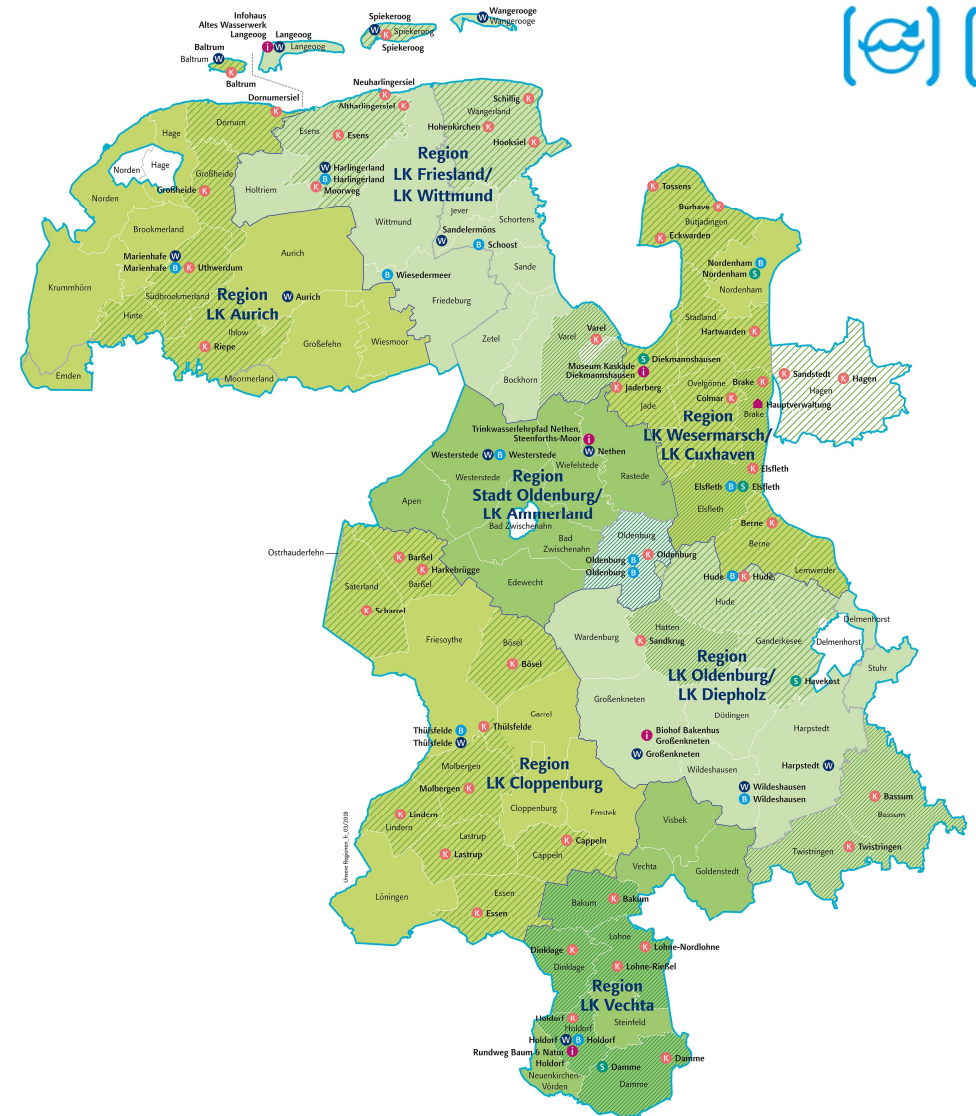 Infohaus
Altes Wasserwerk
Langeoog
i
W
Langeoog
Langeoog
Spiekeroog
W
K
Spiekeroog
Spiekeroog
Wangerooge
W
Wangerooge
Baltrum
Baltrum
W
K
Baltrum
Dornumersiel
K
Neuharlingersiel
K
Altharlingersiel
K
Schillig
K
Wangerland
Hohenkirchen
K
Hooksiel
K
Hage
Dornum
Esens
K
Esens
Region
LK Friesland/
LK Wittmund
Norden
Hage
Norden
Großheide
Großheide
K
W
Harlingerland
B
Harlingerland
K
Moorweg
Holtriem
Jever
Wittmund
Schortens
Sandelermöns
W
B
Schoost
Brookmerland
Aurich
Marienhafe
W
Marienhafe
B
K
Uthwerdum
B
Wiesedermeer
Sande
Krummhörn
Südbrookmerland
Region
LK Aurich
W
Aurich
Friedeburg
Hinte
Ihlow
Riepe
K
Großefehn
Wiesmoor
Zetel
Emden
Moormerland
Bockhorn
Varel
Varel
K
K
Tossens
Burhave
K
Butjadingen
K
Eckwarden
Nordenham
B
Nordenham
S
Nordenham
Stadland
Hartwarden
K
S
Diekmannshausen
Museum Kaskade
Diekmannshausen
i
K
Jaderberg
Jade
Ovelgönne
Brake
K
Colmar
K
Hauptverwaltung
Brake
K
Sandstedt
Hagen
K
Hagen
Region
LK Wesermarsch/
LK Cuxhaven
K
Elsfleth
Elsfleth
B
S
Elsfleth
Elsfleth
Berne
K
Berne
Lemwerder
Trinkwasserlehrpfad Nethen,
Steenforths-Moor
i
W
Nethen
Westerstede
W
B
Westerstede
Westerstede
Wiefelstede
Rastede
Region
Stadt Oldenburg/
LK Ammerland
Apen
Bad Zwischenahn
Bad
Zwischenahn
Edewecht
Oldenburg
Oldenburg
B
K
Oldenburg
Oldenburg
B
Ostrhauderfehn
K
Barßel
K
Harkebrügge
Barßel
Saterland
K
Scharrel
Hude
B
K
Hude
Hude
Delmenhorst
Delmenhorst
Wardenburg
Hatten
K
Sandkrug
Ganderkesee
Stuhr
Region
LK Oldenburg/
LK Diepholz
S
Havekost
Friesoythe
Bösel
K
Bösel
Großenkneten
Dötlingen
Harpstedt
Garrel
Thülsfelde
B
K
Thülsfelde
Thülsfelde
W
i
Biohof Bakenhus
Großenkneten
W
Großenkneten
Wildeshausen
Harpstedt
W
W
Wildeshausen
B
Wildeshausen
Molbergen
Molbergen
K
Region
LK Cloppenburg
Cloppenburg
Emstek
K
Bassum
Bassum
K
Lindern
Lindern
Lastrup
K
Lastrup
K
Cappeln
Cappeln
Visbek
Vechta
Goldenstedt
Twistringen
K
Twistringen
Löningen
Essen
K
Essen
Bakum
K
Bakum
Lohne
K
Lohne-Nordlohne
Dinklage
K
Dinklage
K
Lohne-Rießel
Region
LK Vechta
Steinfeld
Holdorf
K
Holdorf
Holdorf
W
B
Holdorf
Rundweg Baum & Natur
Holdorf
i
Neuenkirchen-
Vörden
S
Damme
K
Damme
Damme
Unsere Regionen_fr_03/2018